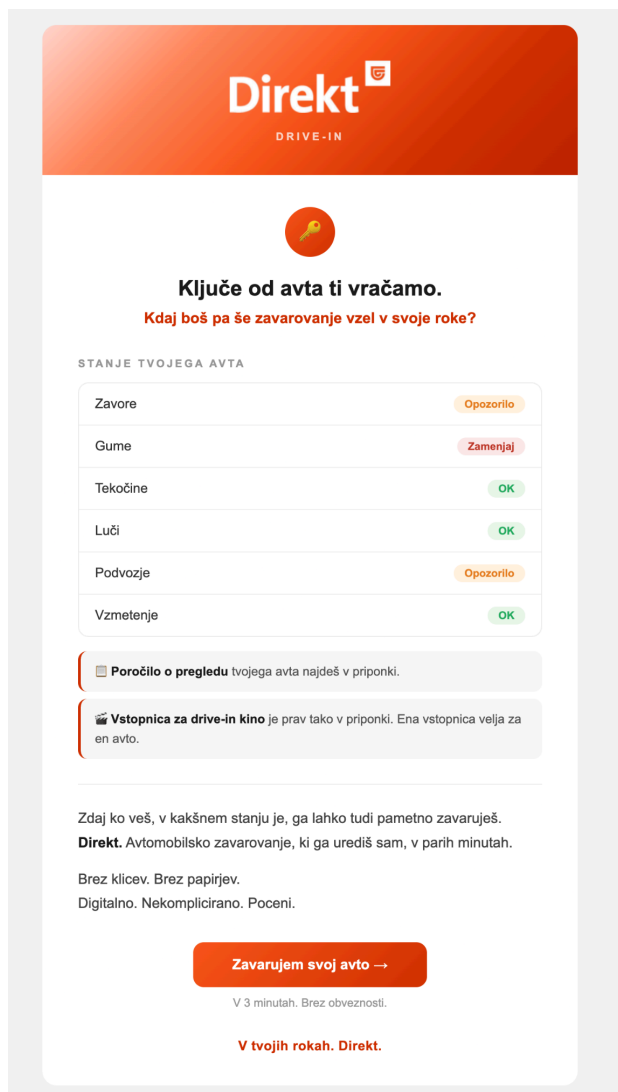 Direkt
DRIVE-IN
Ključe od avta ti vračamo.
Kdaj boš pa še zavarovanje vzel v svoje roke?
STANJE TVOJEGA AVTA
Zavore Opozorilo
Gume Zamenjaj
Tekočine OK
Luči OK
Podvozje Opozorilo
Vzmetenje OK
Poročilo o pregledu tvojega avta najdeš v priponki.
Vstopnica za drive-in kino je prav tako v priponki. Ena vstopnica velja za
en avto.
Zdaj ko veš, v kakšnem stanju je, ga lahko tudi pametno zavaruješ.
Direkt. Avtomobilsko zavarovanje, ki ga urediš sam, v parih minutah.
Brez klicev. Brez papirjev.
Digitalno. Nekomplicirano. Poceni.
Zavarujem svoj avto →
V 3 minutah. Brez obveznosti.
V tvojih rokah. Direkt.